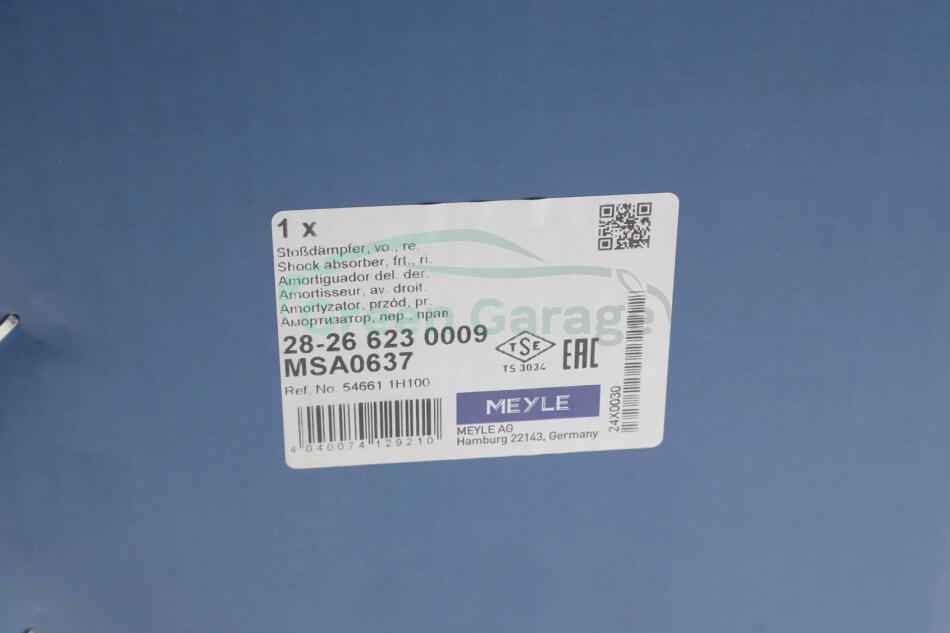 1 x
Stoßdämpfer, vo., re.
Shock absorber, frt., ri.
Amortiguador del. der.
Amortisseur, av. droit.
Amortyzator, przód, pr.
Амортизатор, пер., прав
Green Garage
28-26 623 0009
MSA0637
Ref. No. 54661 1H100
TSE
TS 3034
EAC
MEYLE
MEYLE AG
Hamburg 22143, Germany
4 040074 129210
24X0030